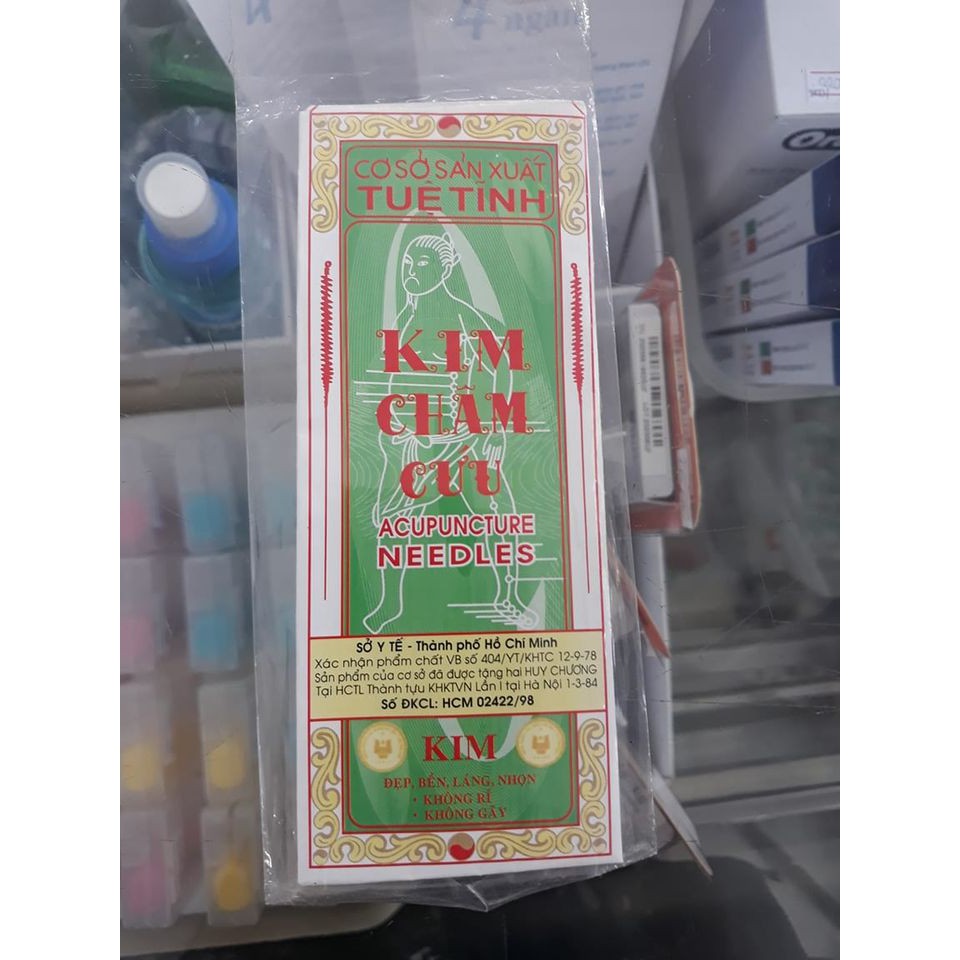 CƠ SỞ SẢN XUẤT
TUỆ TĨNH
KIM
CHÂM
CỨU
ACUPUNCTURE
NEEDLES
SỞ Y TẾ - Thành phố Hồ Chí Minh
Xác nhận phẩm chất VB số 404/YT/KHTC 12-9-78
Sản phẩm của cơ sở đã được tặng hai HUY CHƯƠNG
Tại HCTL Thành tựu KHKTVN Lần I tại Hà Nội 1-3-84
Số ĐKCL: HCM 02422/98
KIM
ĐẸP, BỀN, LÁNG, NHỌN
• KHÔNG RỈ
• KHÔNG GÃY